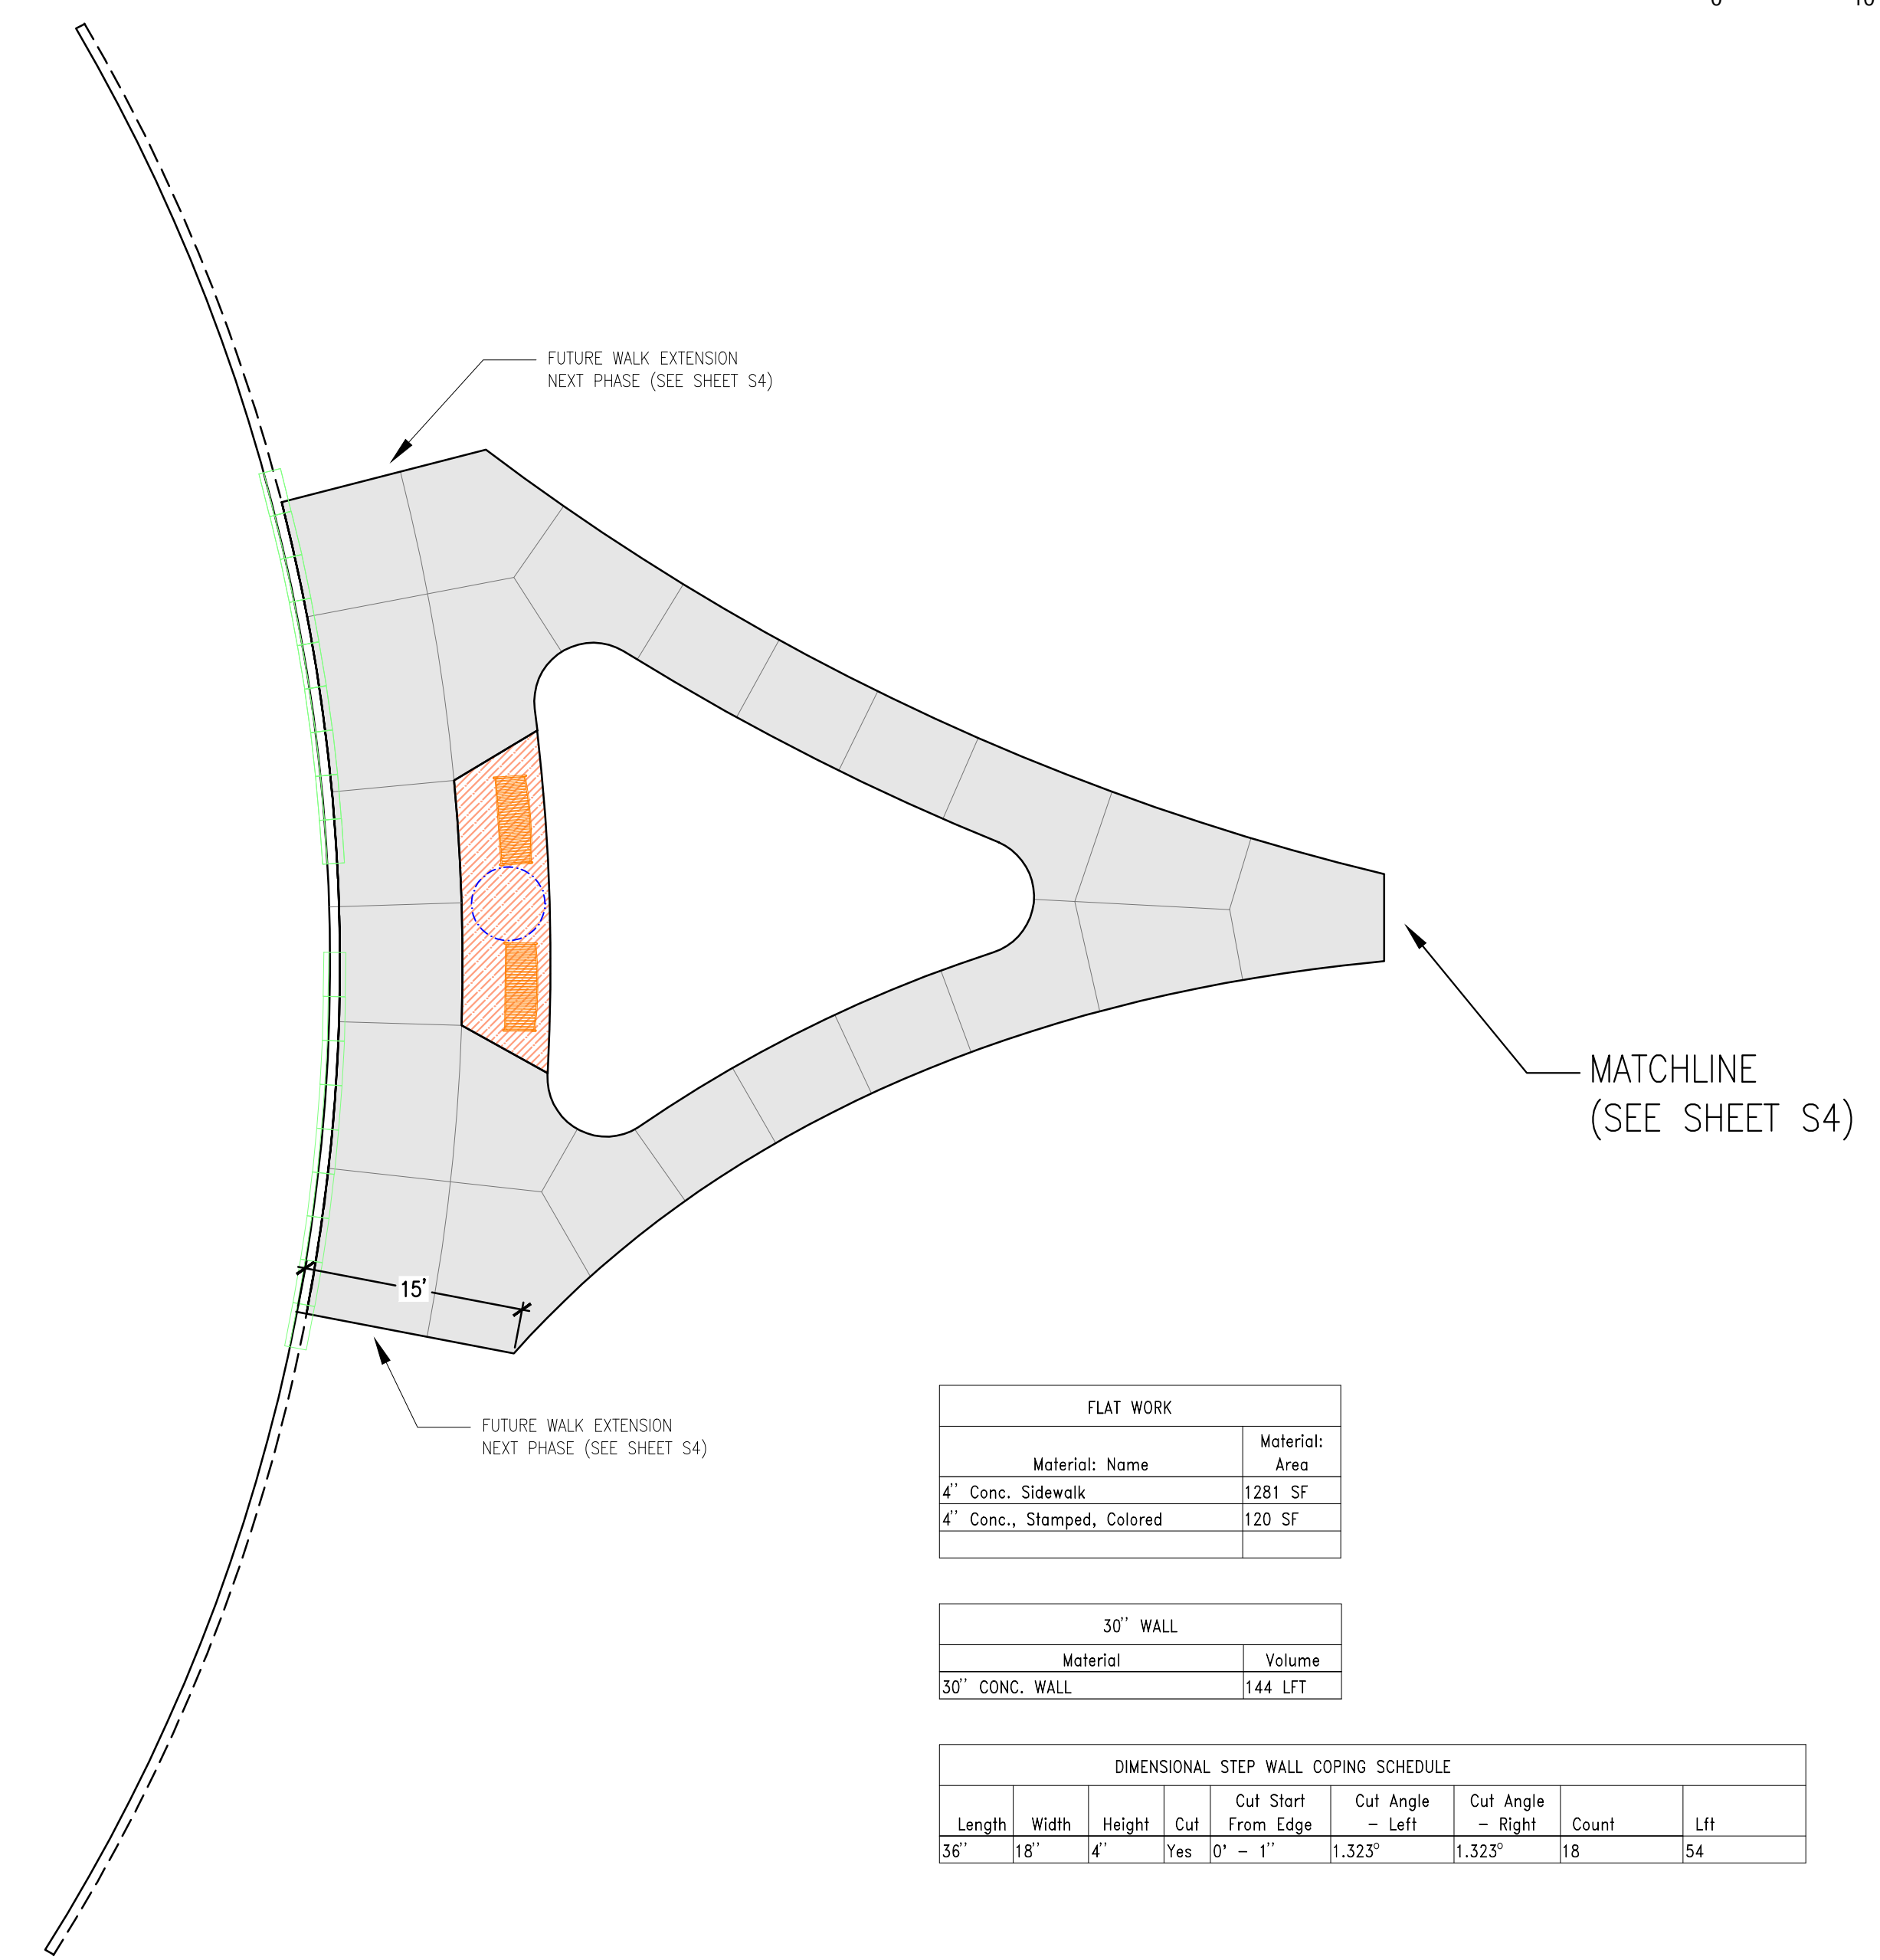 FUTURE WALK EXTENSION
NEXT PHASE (SEE SHEET S4)
MATCHLINE
(SEE SHEET S4)
15'
FUTURE WALK EXTENSION
NEXT PHASE (SEE SHEET S4)
FLAT WORK
Material: Name Material: Area
4'' Conc. Sidewalk 1281 SF
4'' Conc., Stamped, Colored 120 SF
30'' WALL
Material Volume
30'' CONC. WALL 144 LFT
DIMENSIONAL STEP WALL COPING SCHEDULE
Length Width Height Cut Cut Start From Edge Cut Angle – Left Cut Angle – Right Count Lft
36'' 18'' 4'' Yes 0' – 1'' 1.323° 1.323° 18 54